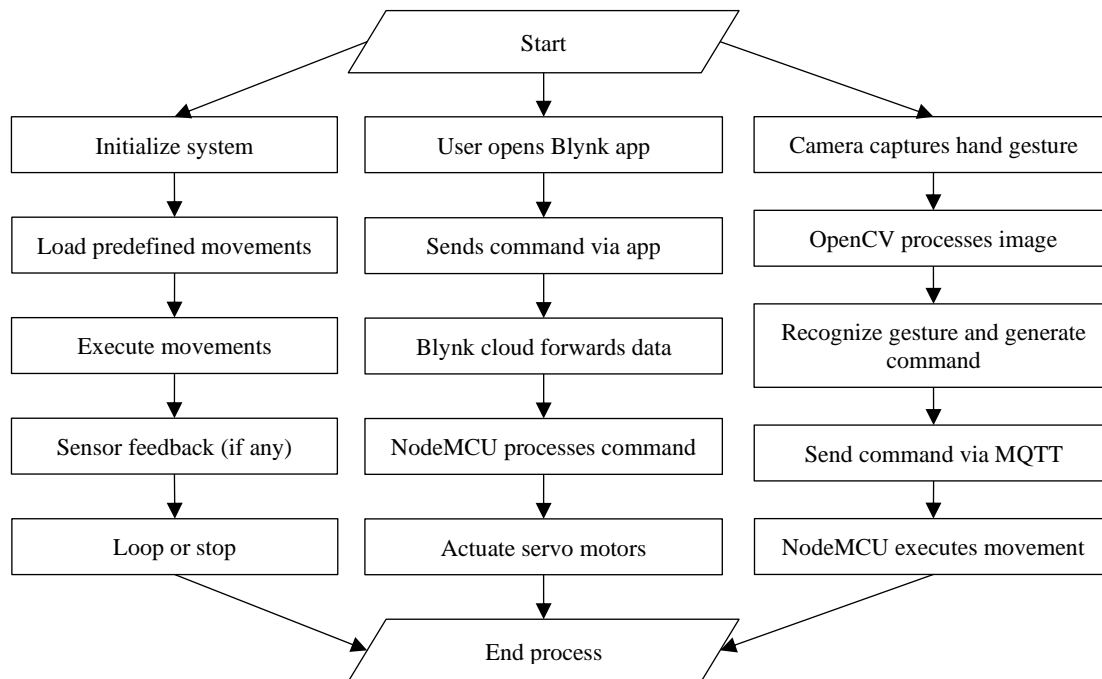 Start
Initialize system
User opens Blynk app
Camera captures hand gesture
Load predefined movements
Sends command via app
OpenCV processes image
Execute movements
Blynk cloud forwards data
Recognize gesture and generate
command
Sensor feedback (if any)
NodeMCU processes command
Send command via MQTT
Loop or stop
Actuate servo motors
NodeMCU executes movement
End process